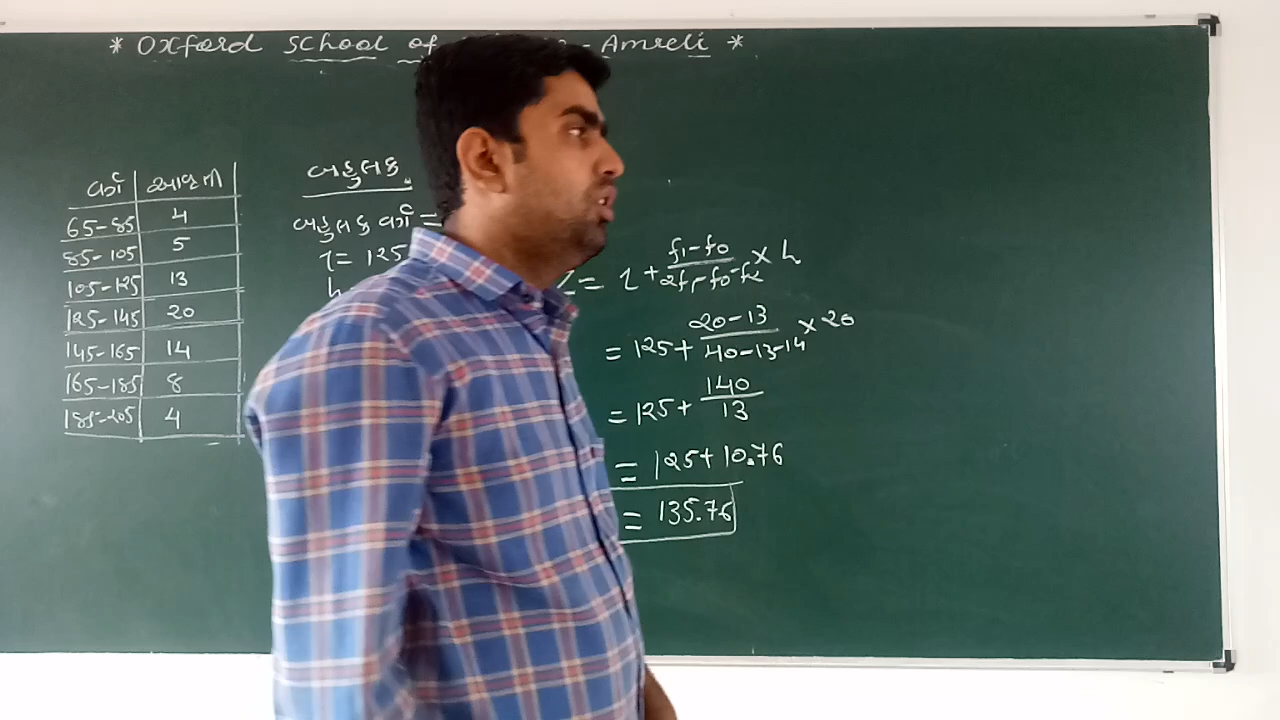 * Oxford School of - Amreli *
વર્ગ આવૃત્તી
65-85 4
85-105 5
105-125 13
125-145 20
145-165 14
165-185 8
185-205 4
બહુલક
બહુલક વર્ગ =
l = 125
h
Z = l + f1-f0 / 2f1-f0-f2 × h
= 125 + 20-13 / 40-13-14 × 20
= 125 + 140 / 13
= 125 + 10.76
= 135.76